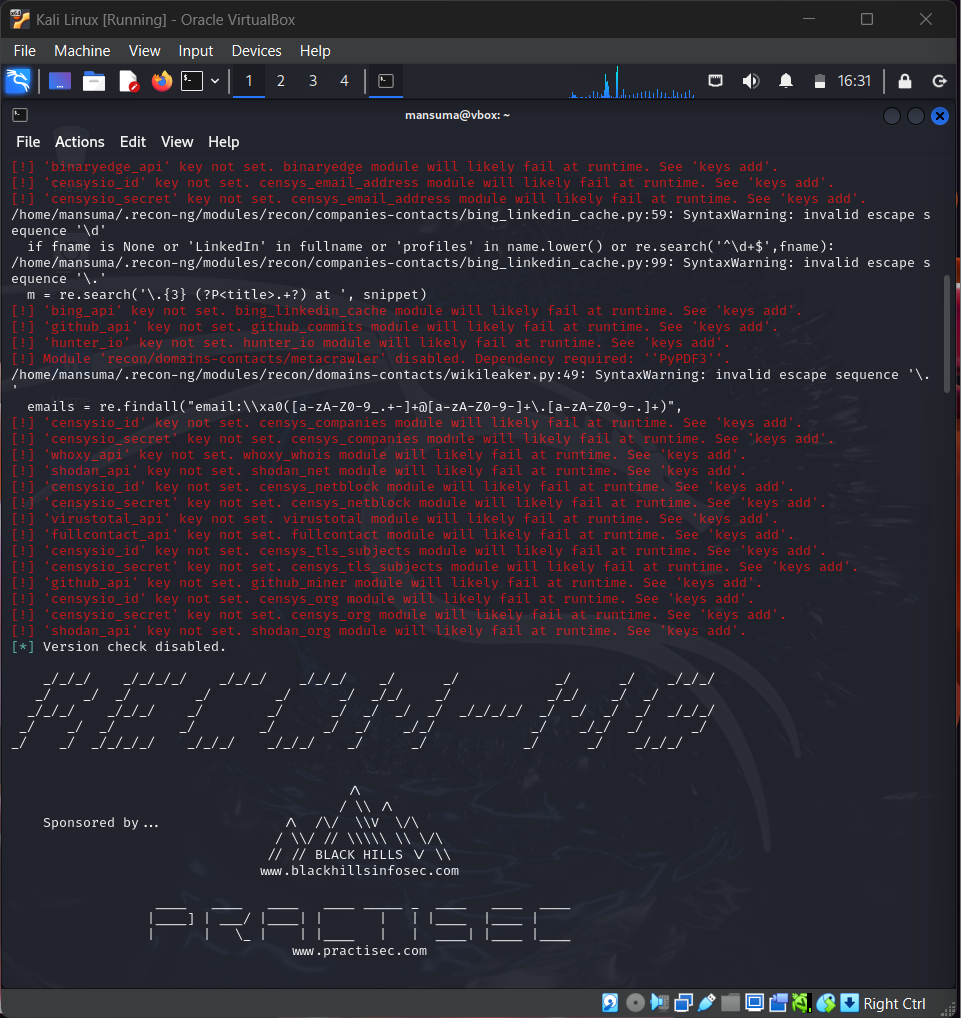 Kali Linux [Running] - Oracle VirtualBox
File Machine View Input Devices Help
1 2 3 4 16:31
mansuma@vbox: ~
File Actions Edit View Help
[!] 'binaryedge_api' key not set. binaryedge module will likely fail at runtime. See 'keys add'.
[!] 'censysio_id' key not set. censys_email_address module will likely fail at runtime. See 'keys add'.
[!] 'censysio_secret' key not set. censys_email_address module will likely fail at runtime. See 'keys add'.
/home/mansuma/.recon-ng/modules/recon/companies-contacts/bing_linkedin_cache.py:59: SyntaxWarning: invalid escape s
equence '\d'
if fname is None or 'LinkedIn' in fullname or 'profiles' in name.lower() or re.search('^\d+$',fname):
/home/mansuma/.recon-ng/modules/recon/companies-contacts/bing_linkedin_cache.py:99: SyntaxWarning: invalid escape s
equence '\.'
m = re.search('\.{3} (?P<title>.+?) at ', snippet)
[!] 'bing_api' key not set. bing_linkedin_cache module will likely fail at runtime. See 'keys add'.
[!] 'github_api' key not set. github_commits module will likely fail at runtime. See 'keys add'.
[!] 'hunter_io' key not set. hunter_io module will likely fail at runtime. See 'keys add'.
[!] Module 'recon/domains-contacts/metacrawler' disabled. Dependency required: ''PyPDF3''.
/home/mansuma/.recon-ng/modules/recon/domains-contacts/wikileaker.py:49: SyntaxWarning: invalid escape sequence '\.
'
emails = re.findall("email:\\xa0([a-zA-Z0-9_.+-]+@[a-zA-Z0-9-]+\.[a-zA-Z0-9-.]+)",
[!] 'censysio_id' key not set. censys_companies module will likely fail at runtime. See 'keys add'.
[!] 'censysio_secret' key not set. censys_companies module will likely fail at runtime. See 'keys add'.
[!] 'whoxy_api' key not set. whoxy_whois module will likely fail at runtime. See 'keys add'.
[!] 'shodan_api' key not set. shodan_net module will likely fail at runtime. See 'keys add'.
[!] 'censysio_id' key not set. censys_netblock module will likely fail at runtime. See 'keys add'.
[!] 'censysio_secret' key not set. censys_netblock module will likely fail at runtime. See 'keys add'.
[!] 'virustotal_api' key not set. virustotal module will likely fail at runtime. See 'keys add'.
[!] 'fullcontact_api' key not set. fullcontact module will likely fail at runtime. See 'keys add'.
[!] 'censysio_id' key not set. censys_tls_subjects module will likely fail at runtime. See 'keys add'.
[!] 'censysio_secret' key not set. censys_tls_subjects module will likely fail at runtime. See 'keys add'.
[!] 'github_api' key not set. github_miner module will likely fail at runtime. See 'keys add'.
[!] 'censysio_id' key not set. censys_org module will likely fail at runtime. See 'keys add'.
[!] 'censysio_secret' key not set. censys_org module will likely fail at runtime. See 'keys add'.
[!] 'shodan_api' key not set. shodan_org module will likely fail at runtime. See 'keys add'.
[*] Version check disabled.
RECON-NG
Sponsored by...
BLACK HILLS
www.blackhillsinfosec.com
PRACTISEC
www.practisec.com
Right Ctrl